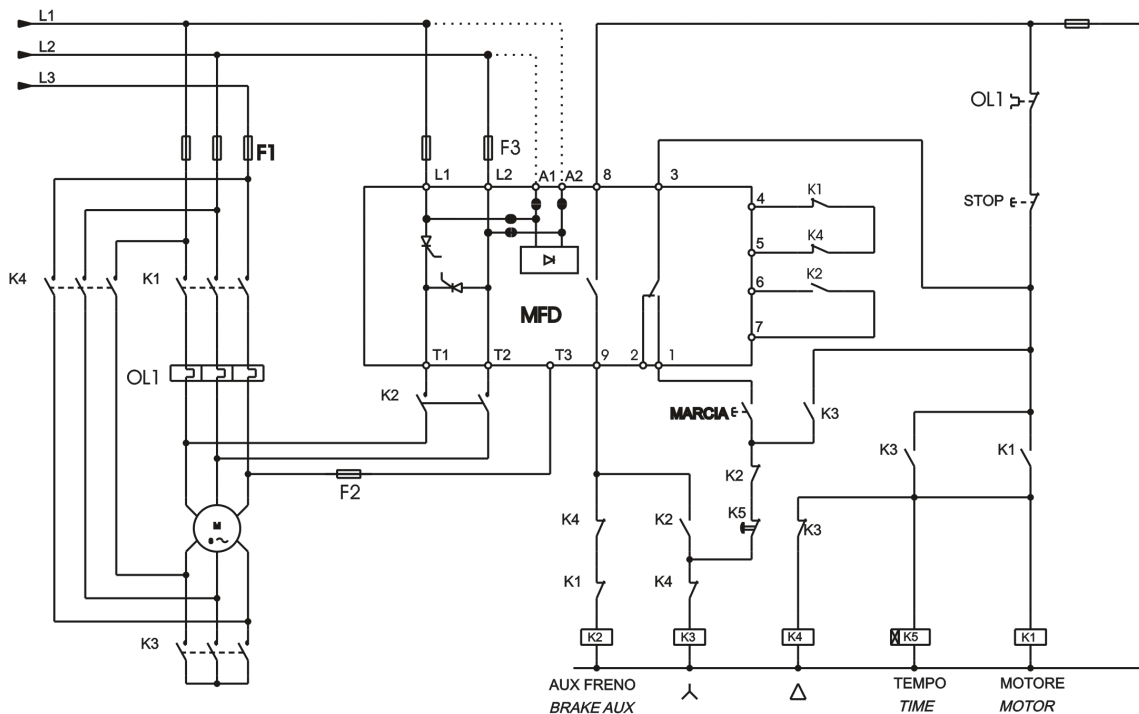 L1
L2
L3
F1
F3
L1 L2 A1 A2 8 3
OL1
STOP
4 K1
5 K4
6 K2
7
K4 K1
MFD
T1 T2 T3 9 2 1
OL1
K2
MARCIA
K3
K3
K1
K2
F2
K4
K2
K5
K3
M
K1
K4
K3
K2 K3 K4 K5 K1
AUX FRENO
BRAKE AUX
TEMPO
TIME
MOTORE
MOTOR